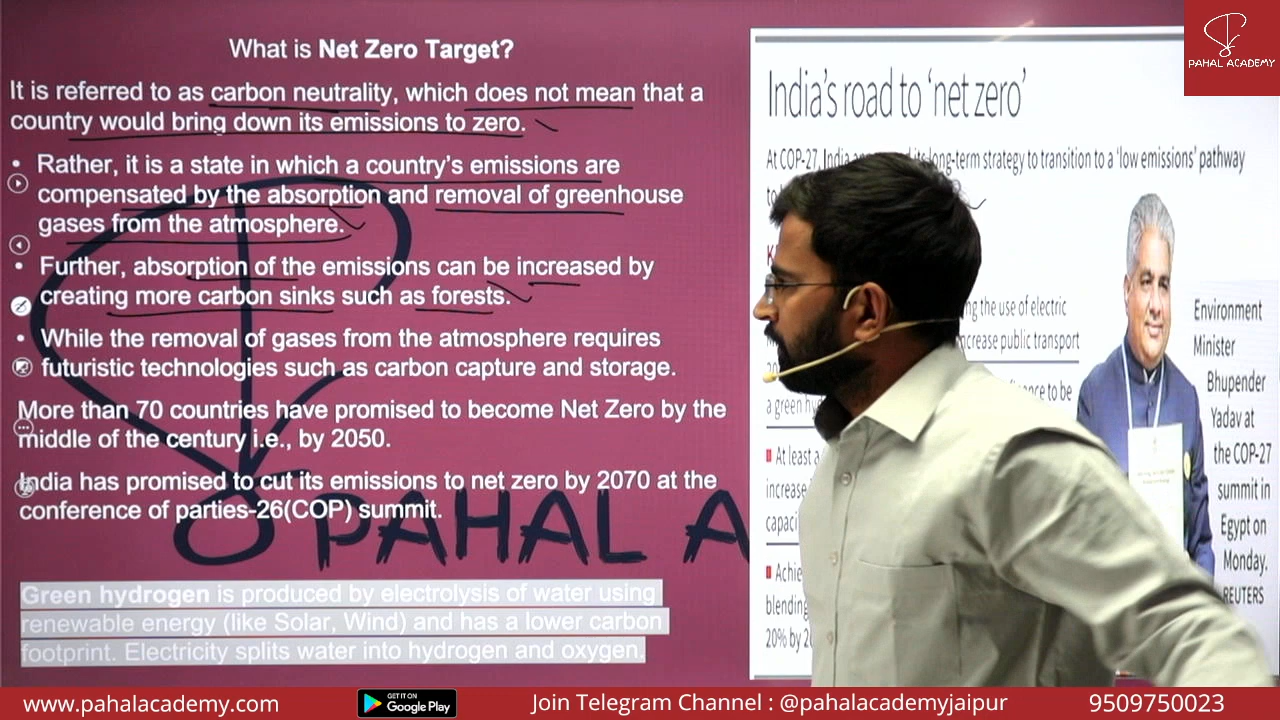 What is Net Zero Target?
It is referred to as carbon neutrality, which does not mean that a
country would bring down its emissions to zero.
• Rather, it is a state in which a country's emissions are
compensated by the absorption and removal of greenhouse
gases from the atmosphere.
• Further, absorption of the emissions can be increased by
creating more carbon sinks such as forests.
• While the removal of gases from the atmosphere requires
futuristic technologies such as carbon capture and storage.
More than 70 countries have promised to become Net Zero by the
middle of the century i.e., by 2050.
India has promised to cut its emissions to net zero by 2070 at the
conference of parties-26(COP) summit.
PAHAL A
Green hydrogen is produced by electrolysis of water using
renewable energy (like Solar, Wind) and has a lower carbon
footprint. Electricity splits water into hydrogen and oxygen.
PAHAL ACADEMY
India's road to 'net zero'
At COP-27, India its long-term strategy to transition to a 'low emissions' pathway
the use of electric
increase public transport
to be
a green
At least a
increase
blending
20% by
Environment
Minister
Bhupender
Yadav at
the COP-27
summit in
Egypt on
Monday.
REUTERS
www.pahalacademy.com
GET IT ON
Google Play
Join Telegram Channel : @pahalacademyjaipur
9509750023